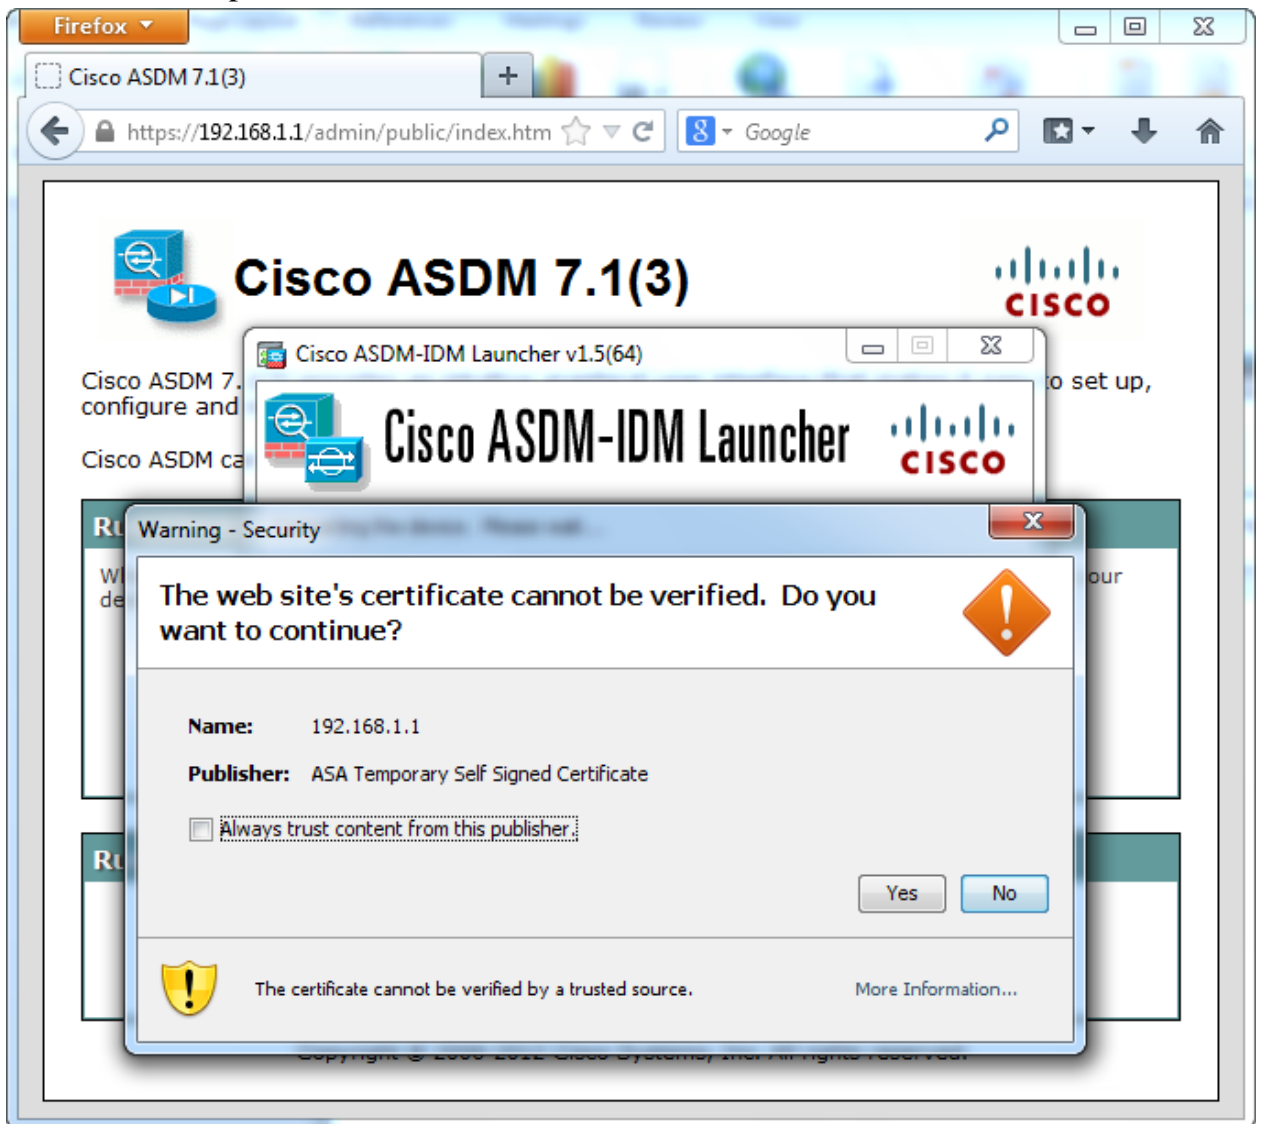 Firefox
Cisco ASDM 7.1(3)
https://192.168.1.1/admin/public/index.htm
8
Google
Cisco ASDM 7.1(3)
CISCO
Cisco ASDM-IDM Launcher v1.5(64)
Cisco ASDM 7. to set up,
configure and
Cisco ASDM-IDM Launcher
CISCO
Cisco ASDM ca
Warning - Security
The web site's certificate cannot be verified. Do you
want to continue?
our
Name: 192.168.1.1
Publisher: ASA Temporary Self Signed Certificate
Always trust content from this publisher.
Yes No
The certificate cannot be verified by a trusted source. More Information...